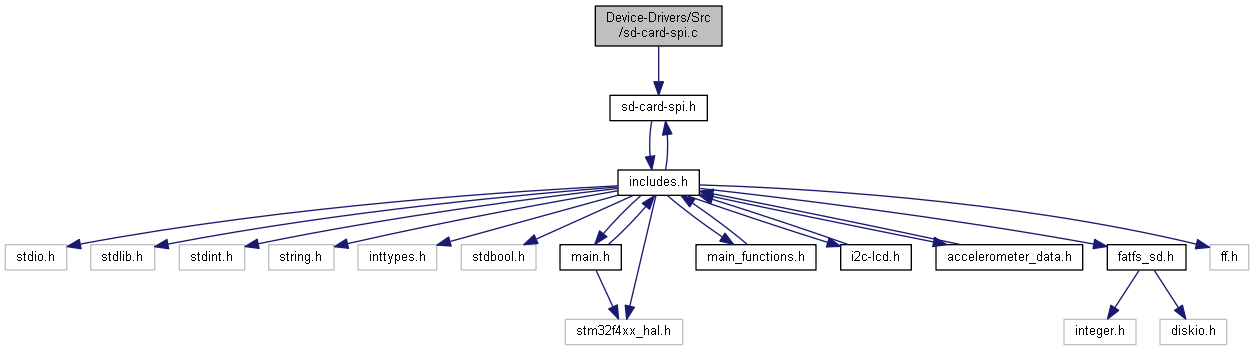 Device-Drivers/Src
/sd-card-spi.c
sd-card-spi.h
includes.h
stdio.h
stdlib.h
stdint.h
string.h
inttypes.h
stdbool.h
main.h
main_functions.h
i2c-lcd.h
accelerometer_data.h
fatfs_sd.h
ff.h
stm32f4xx_hal.h
integer.h
diskio.h